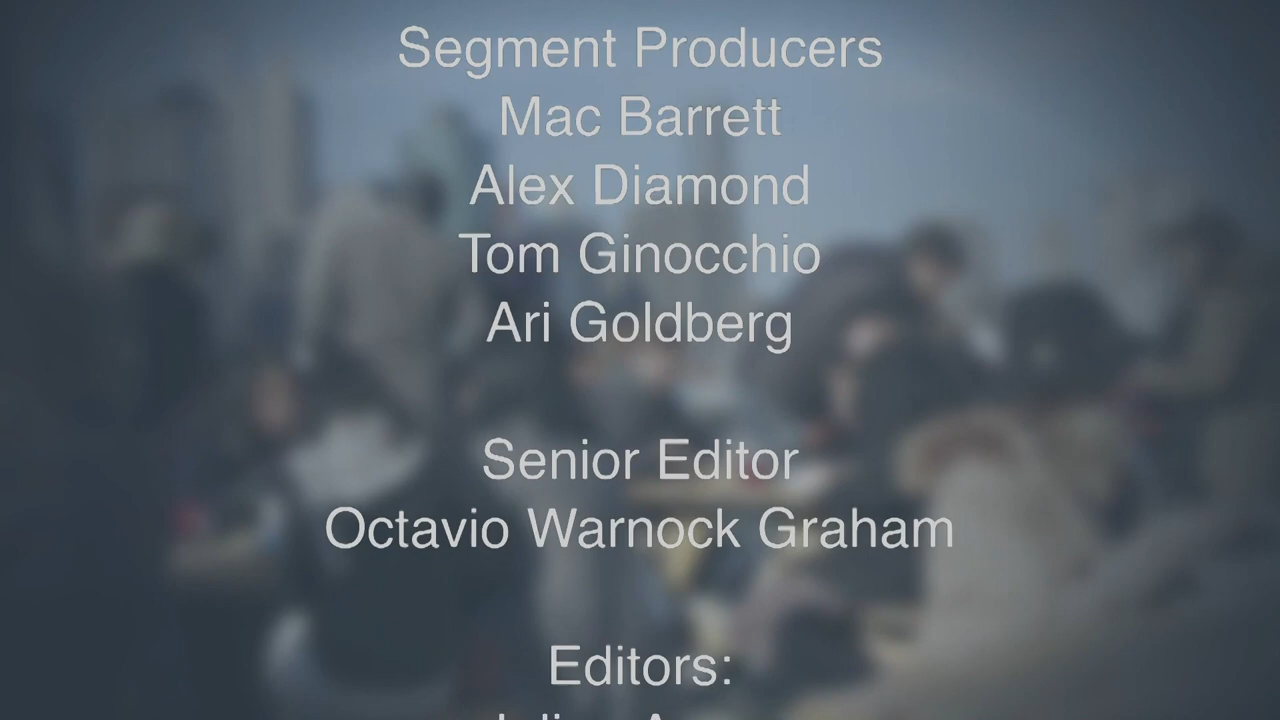 Segment Producers
Mac Barrett
Alex Diamond
Tom Ginocchio
Ari Goldberg
Senior Editor
Octavio Warnock Graham
Editors: